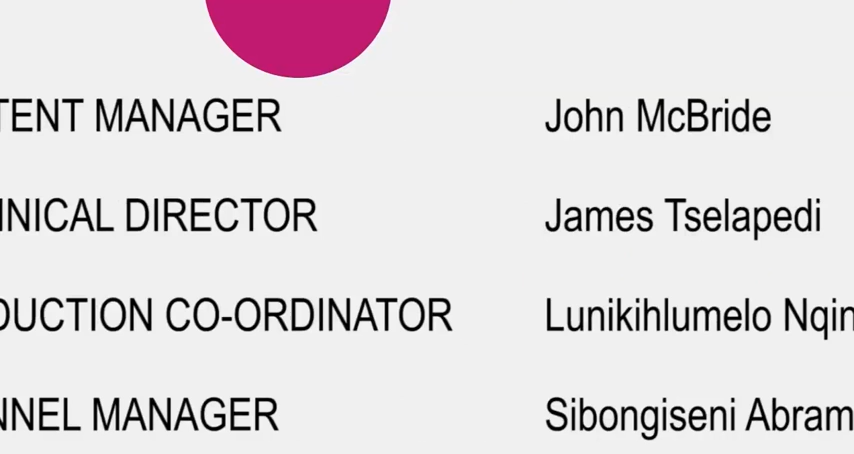 TENT MANAGER John McBride
NICAL DIRECTOR James Tselapedi
DUCTION CO-ORDINATOR Lunikihlumelo Nqin
NNEL MANAGER Sibongiseni Abram